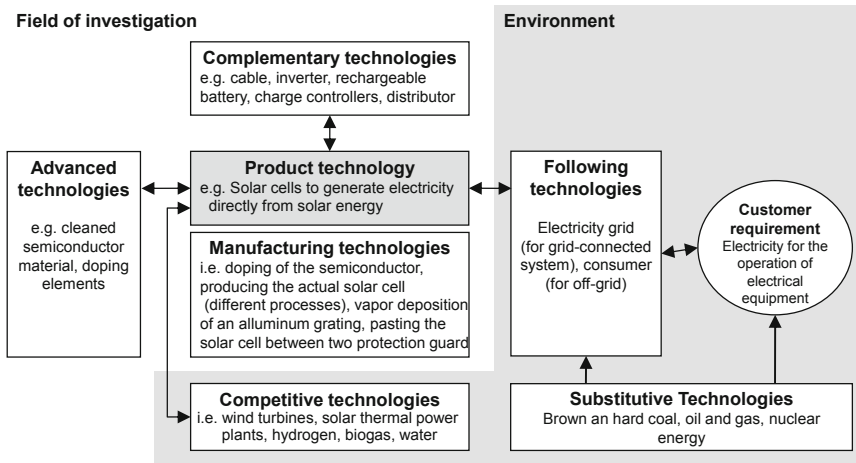 Field of investigation
Environment
Complementary technologies
e.g. cable, inverter, rechargeable
battery, charge controllers, distributor
Advanced
technologies
e.g. cleaned
semiconductor
material, doping
elements
Product technology
e.g. Solar cells to generate electricity
directly from solar energy
Manufacturing technologies
i.e. doping of the semiconductor,
producing the actual solar cell
(different processes), vapor deposition
of an alluminum grating, pasting the
solar cell between two protection guard
Following
technologies
Electricity grid
(for grid-connected
system), consumer
(for off-grid)
Customer
requirement
Electricity for the
operation of
electrical
equipment
Competitive technologies
i.e. wind turbines, solar thermal power
plants, hydrogen, biogas, water
Substitutive Technologies
Brown an hard coal, oil and gas, nuclear
energy